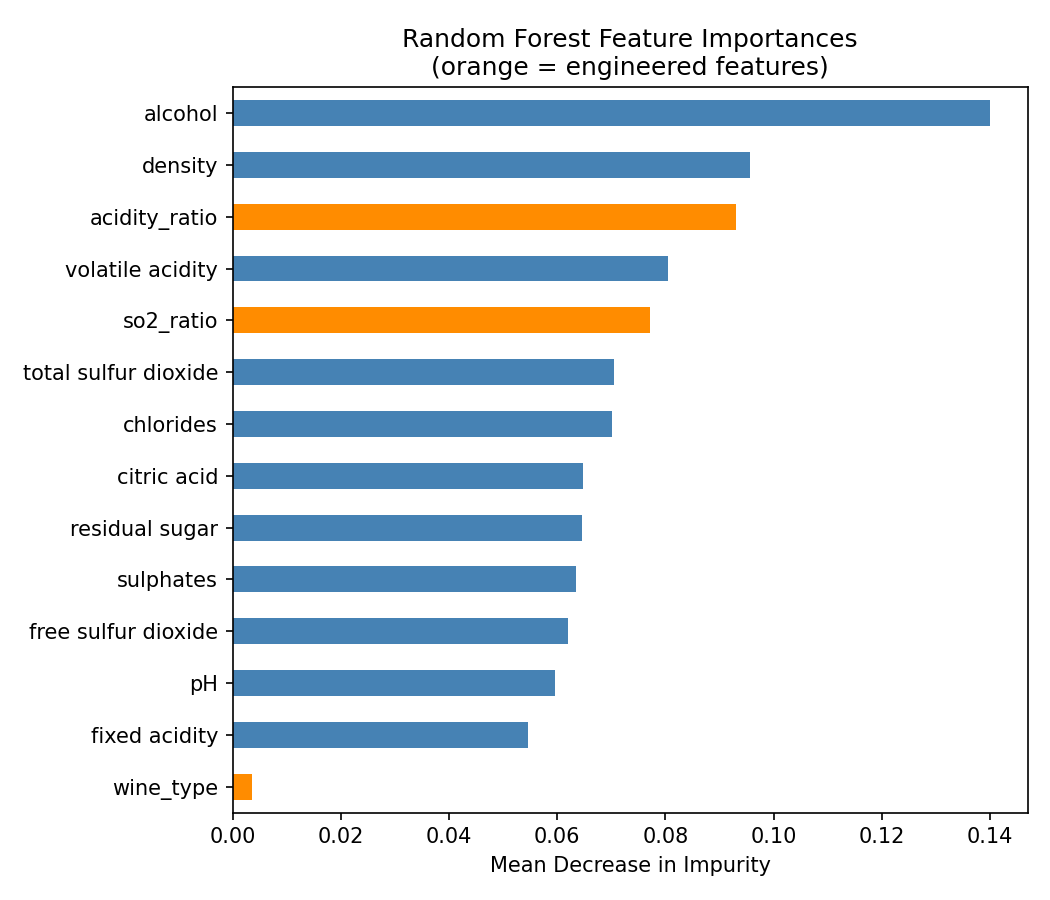 Random Forest Feature Importances
(orange = engineered features)
alcohol
density
acidity_ratio
volatile acidity
so2_ratio
total sulfur dioxide
chlorides
citric acid
residual sugar
sulphates
free sulfur dioxide
pH
fixed acidity
wine_type
0.00 0.02 0.04 0.06 0.08 0.10 0.12 0.14
Mean Decrease in Impurity